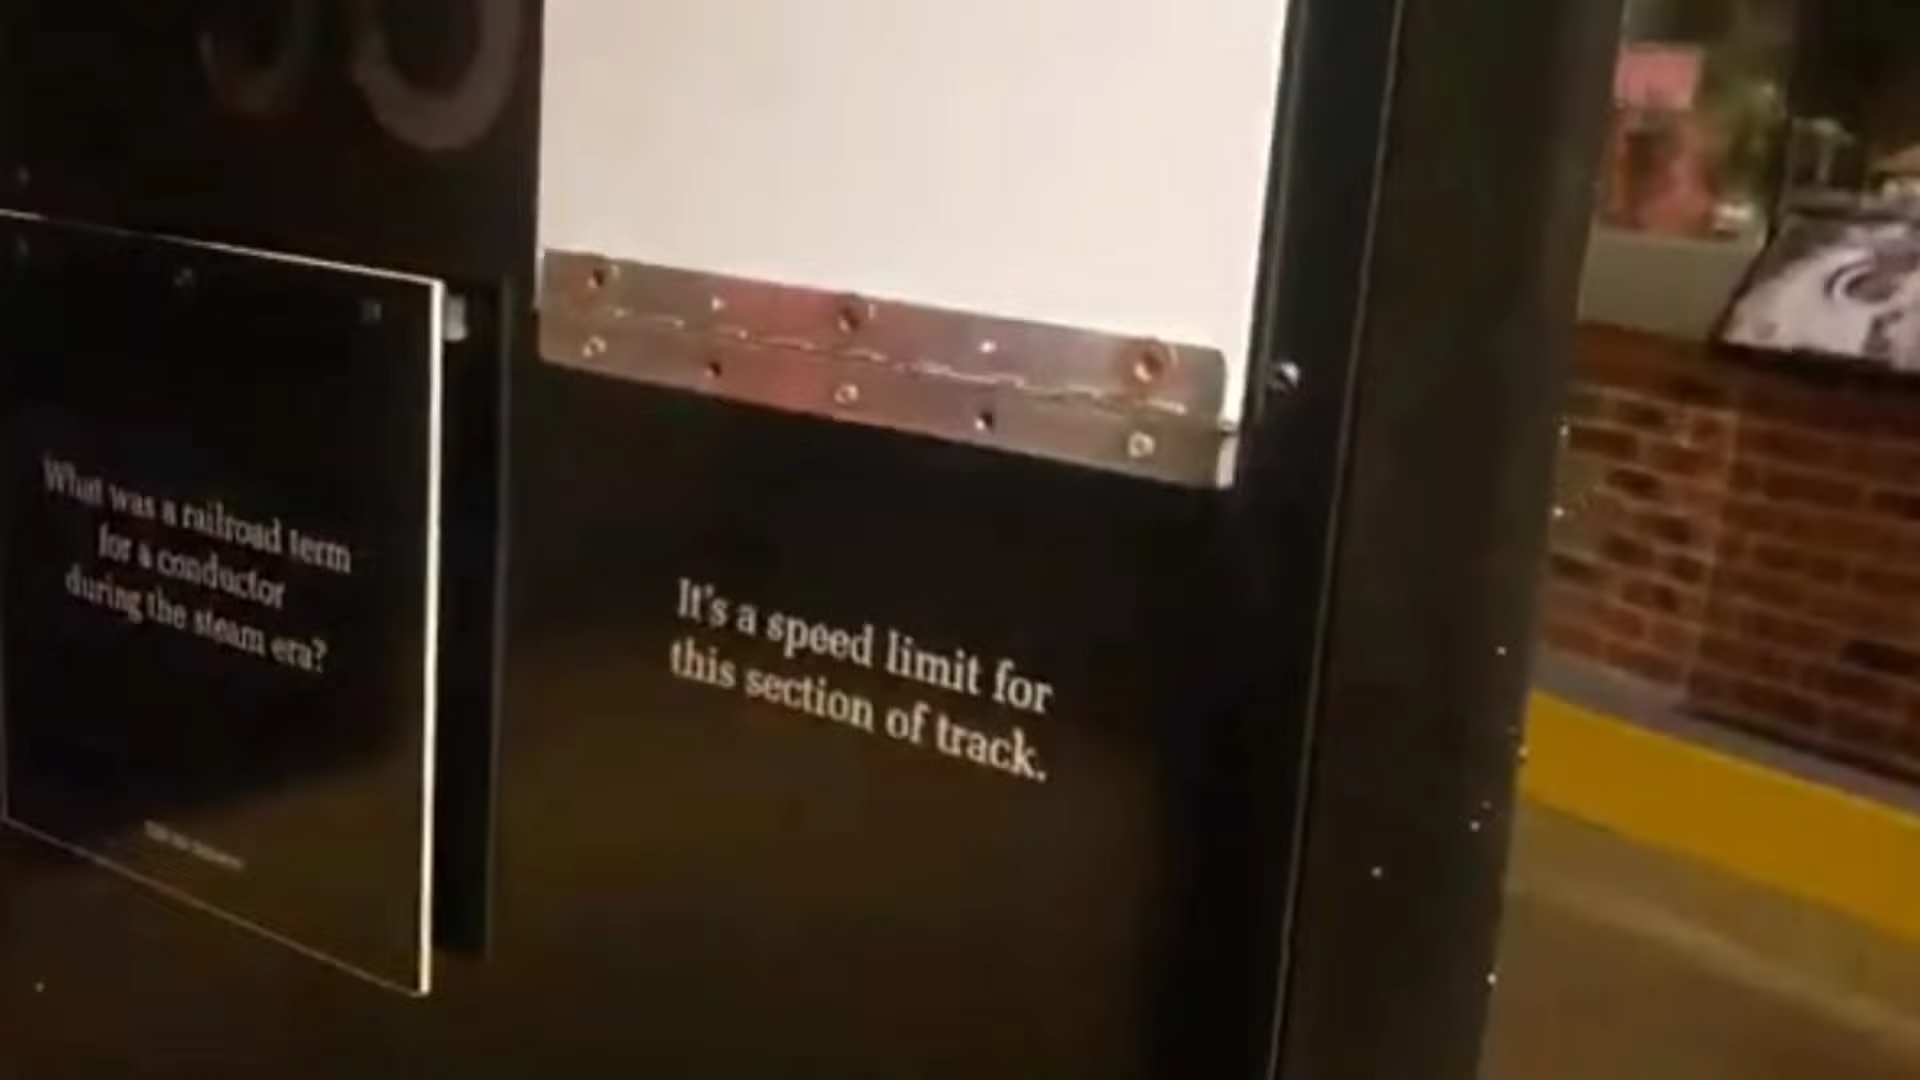 What was a railroad term
for a conductor
during the steam era?
It's a speed limit for
this section of track.